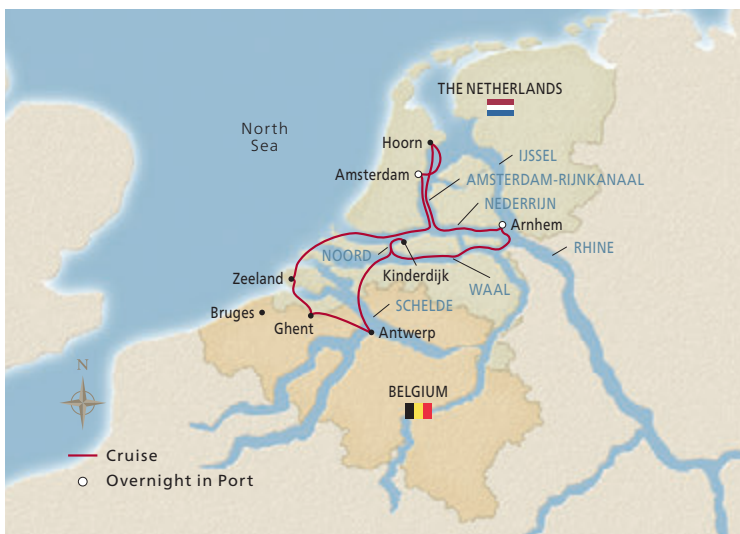 THE NETHERLANDS
North
Sea
Hoorn
IJSSEL
Amsterdam
AMSTERDAM-RIJNKANAAL
NEDERRIJN
Arnhem
NOORD
RHINE
Kinderdijk
Zeeland
WAAL
SCHELDE
Bruges
Ghent
Antwerp
N
BELGIUM
Cruise
Overnight in Port